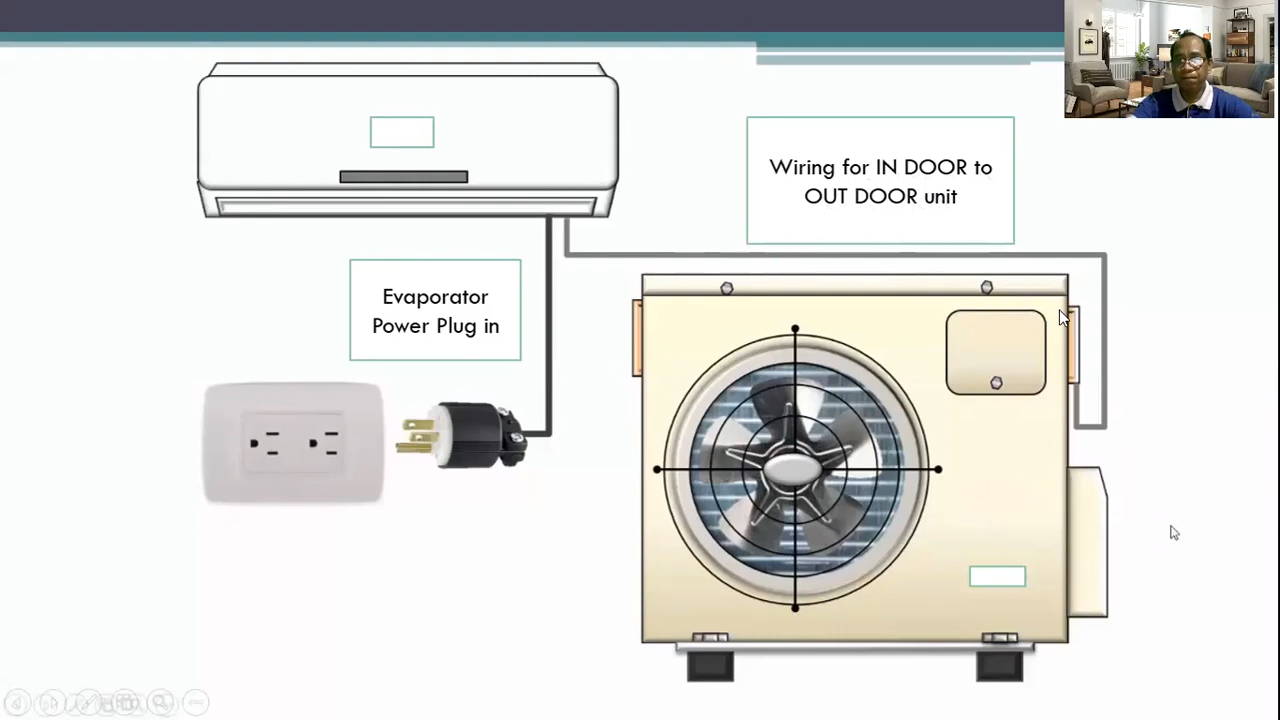 Wiring for IN DOOR to
OUT DOOR unit
Evaporator
Power Plug in